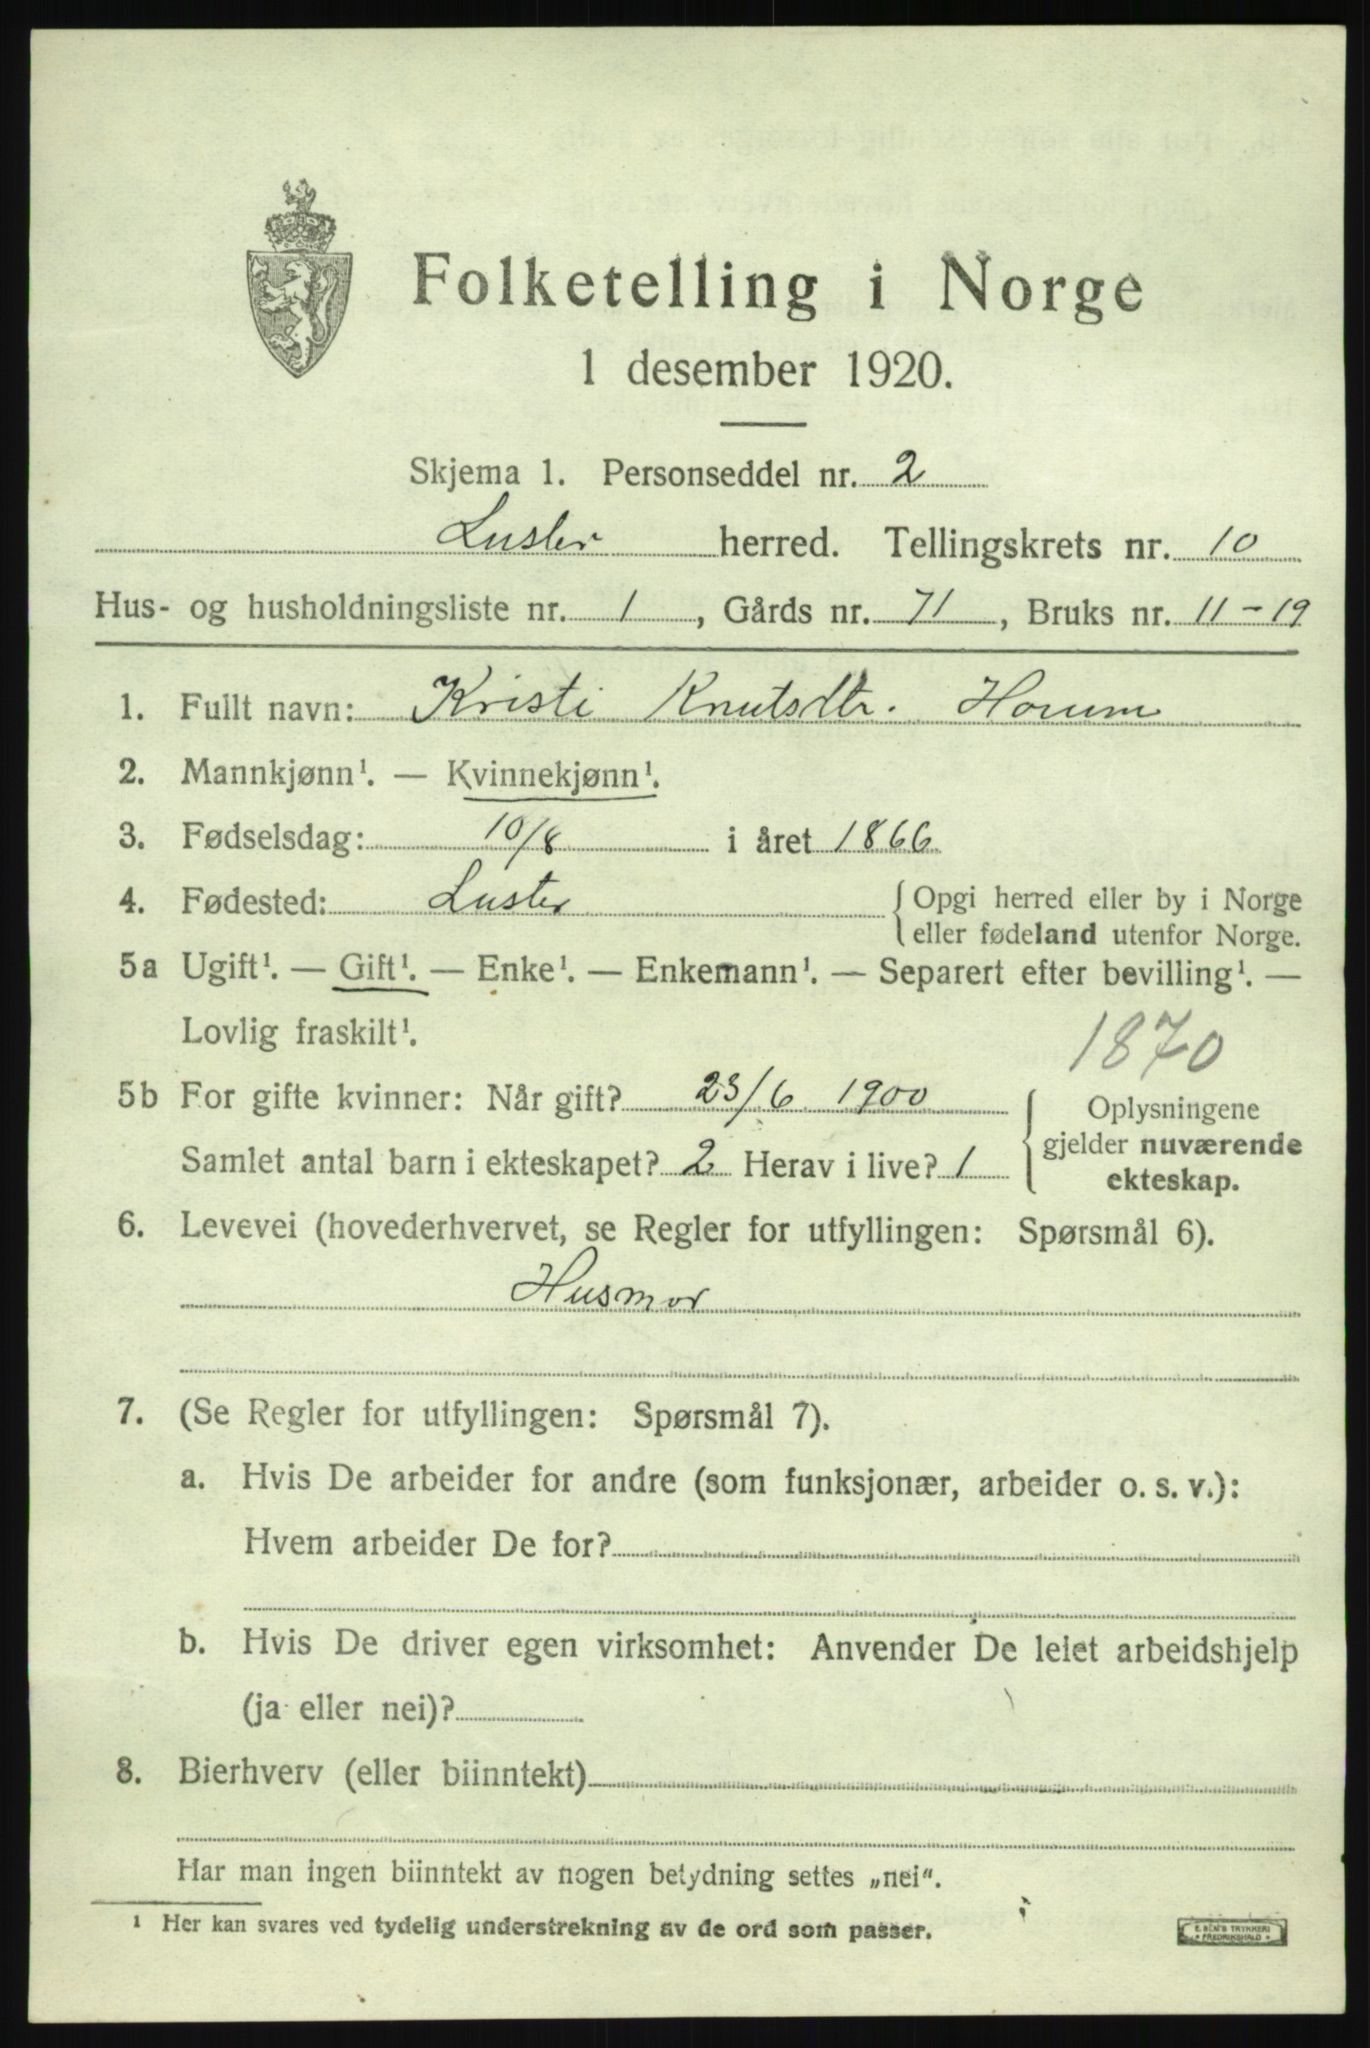 Folketelling i Norge
1 desember 1920.
Skjema 1. Personseddel nr. 2
Luster herred. Tellingskrets nr. 10
Hus- og husholdningsliste nr. 1, Gårds nr. 71, Bruks nr. 11-19
1. Fullt navn: Kristi Knutsdtr. Horum
2. Mannkjønn¹. — Kvinnekjønn¹.
3. Fødselsdag: 10/8 i året 1866
4. Fødested: Luster { Opgi herred eller by i Norge
eller fødeland utenfor Norge.
5a Ugift¹. — Gift¹. — Enke¹. — Enkemann¹. — Separert efter bevilling¹. —
Lovlig fraskilt¹.
1870
5b For gifte kvinner: Når gift? 23/6 1900
Samlet antal barn i ekteskapet? 2 Herav i live? 1
{ Oplysningene
gjelder nuværende
ekteskap.
6. Levevei (hovederhvervet, se Regler for utfyllingen: Spørsmål 6).
Husmor
7. (Se Regler for utfyllingen: Spørsmål 7).
a. Hvis De arbeider for andre (som funksjonær, arbeider o. s. v.):
Hvem arbeider De for?
b. Hvis De driver egen virksomhet: Anvender De leiet arbeidshjelp
(ja eller nei)?
8. Bierhverv (eller biinntekt)
Har man ingen biinntekt av nogen betydning settes „nei“.
¹ Her kan svares ved tydelig understrekning av de ord som passer.
E. SEM'S TRYKKERI
FREDRIKSHALD